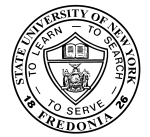 STATE UNIVERSITY OF NEW YORK
FREDONIA
18 26
TO LEARN — TO SEARCH
— TO SERVE —